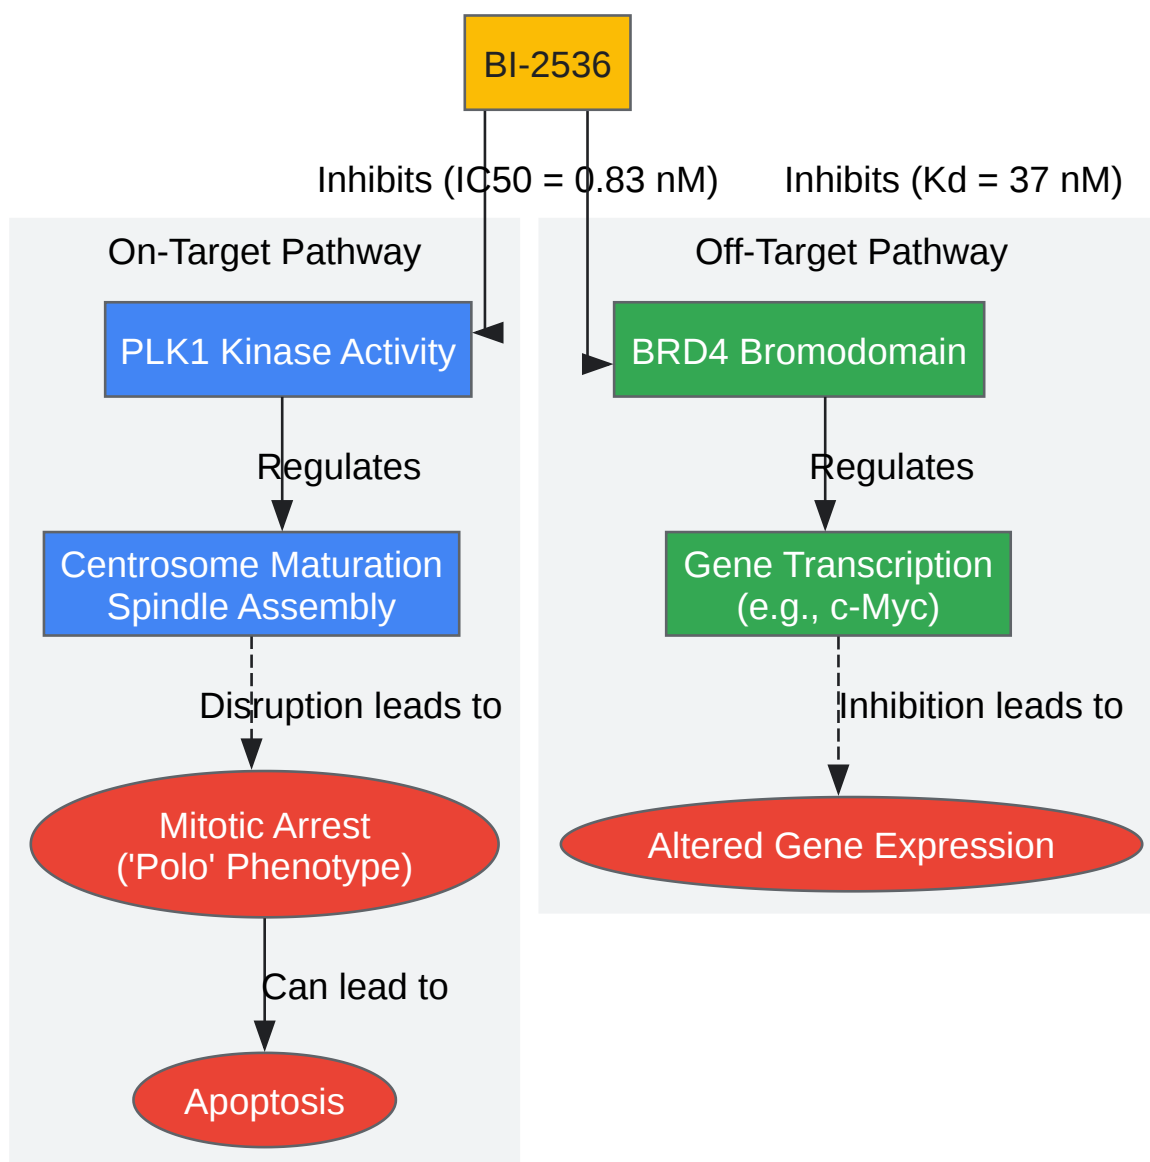 BI-2536
Inhibits (IC50 = 0.83 nM)
Inhibits (Kd = 37 nM)
On-Target Pathway
PLK1 Kinase Activity
Regulates
Centrosome Maturation
Spindle Assembly
Disruption leads to
Mitotic Arrest
('Polo' Phenotype)
Can lead to
Apoptosis
Off-Target Pathway
BRD4 Bromodomain
Regulates
Gene Transcription
(e.g., c-Myc)
Inhibition leads to
Altered Gene Expression